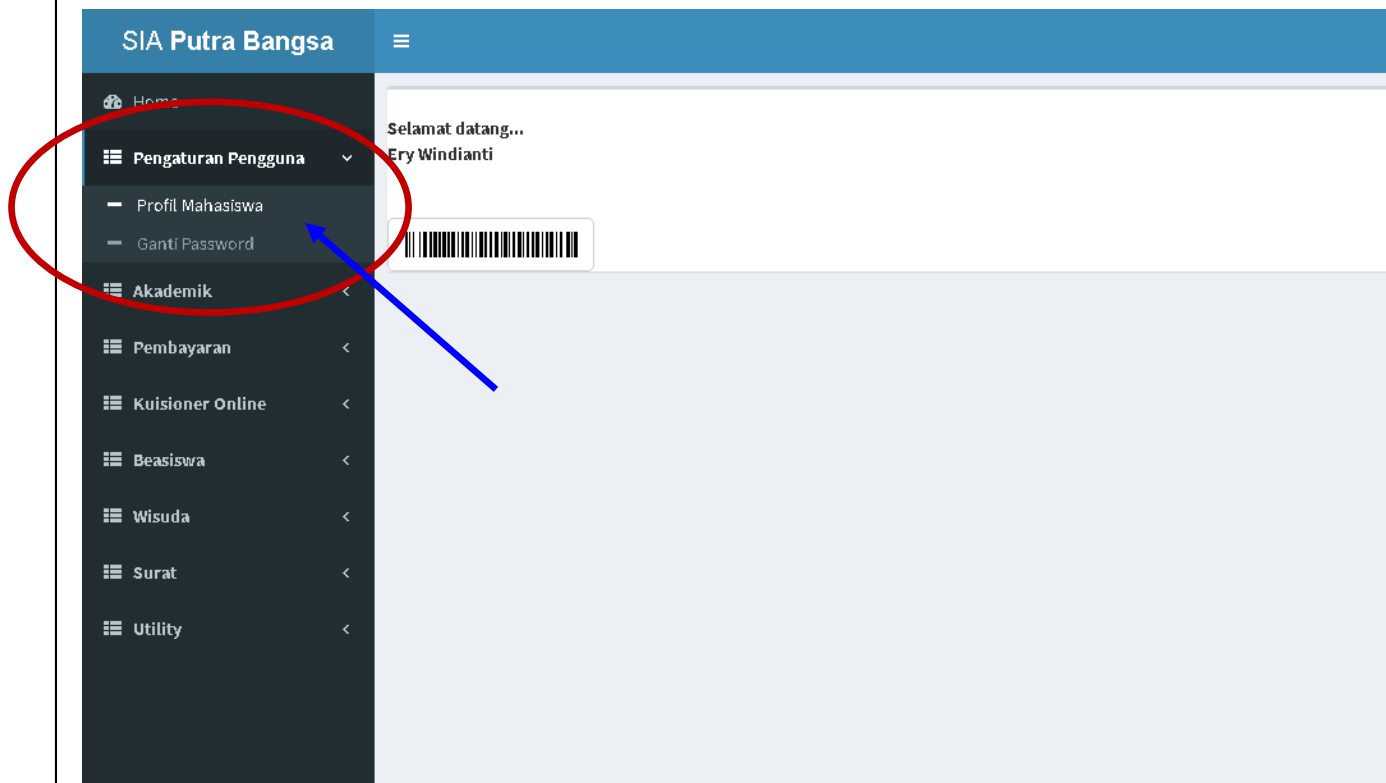 SIA Putra Bangsa
Home
Pengaturan Pengguna
Profil Mahasiswa
Ganti Password
Akademik
Pembayaran
Kuisioner Online
Beasiswa
Wisuda
Surat
Utility
Selamat datang...
Ery Windianti